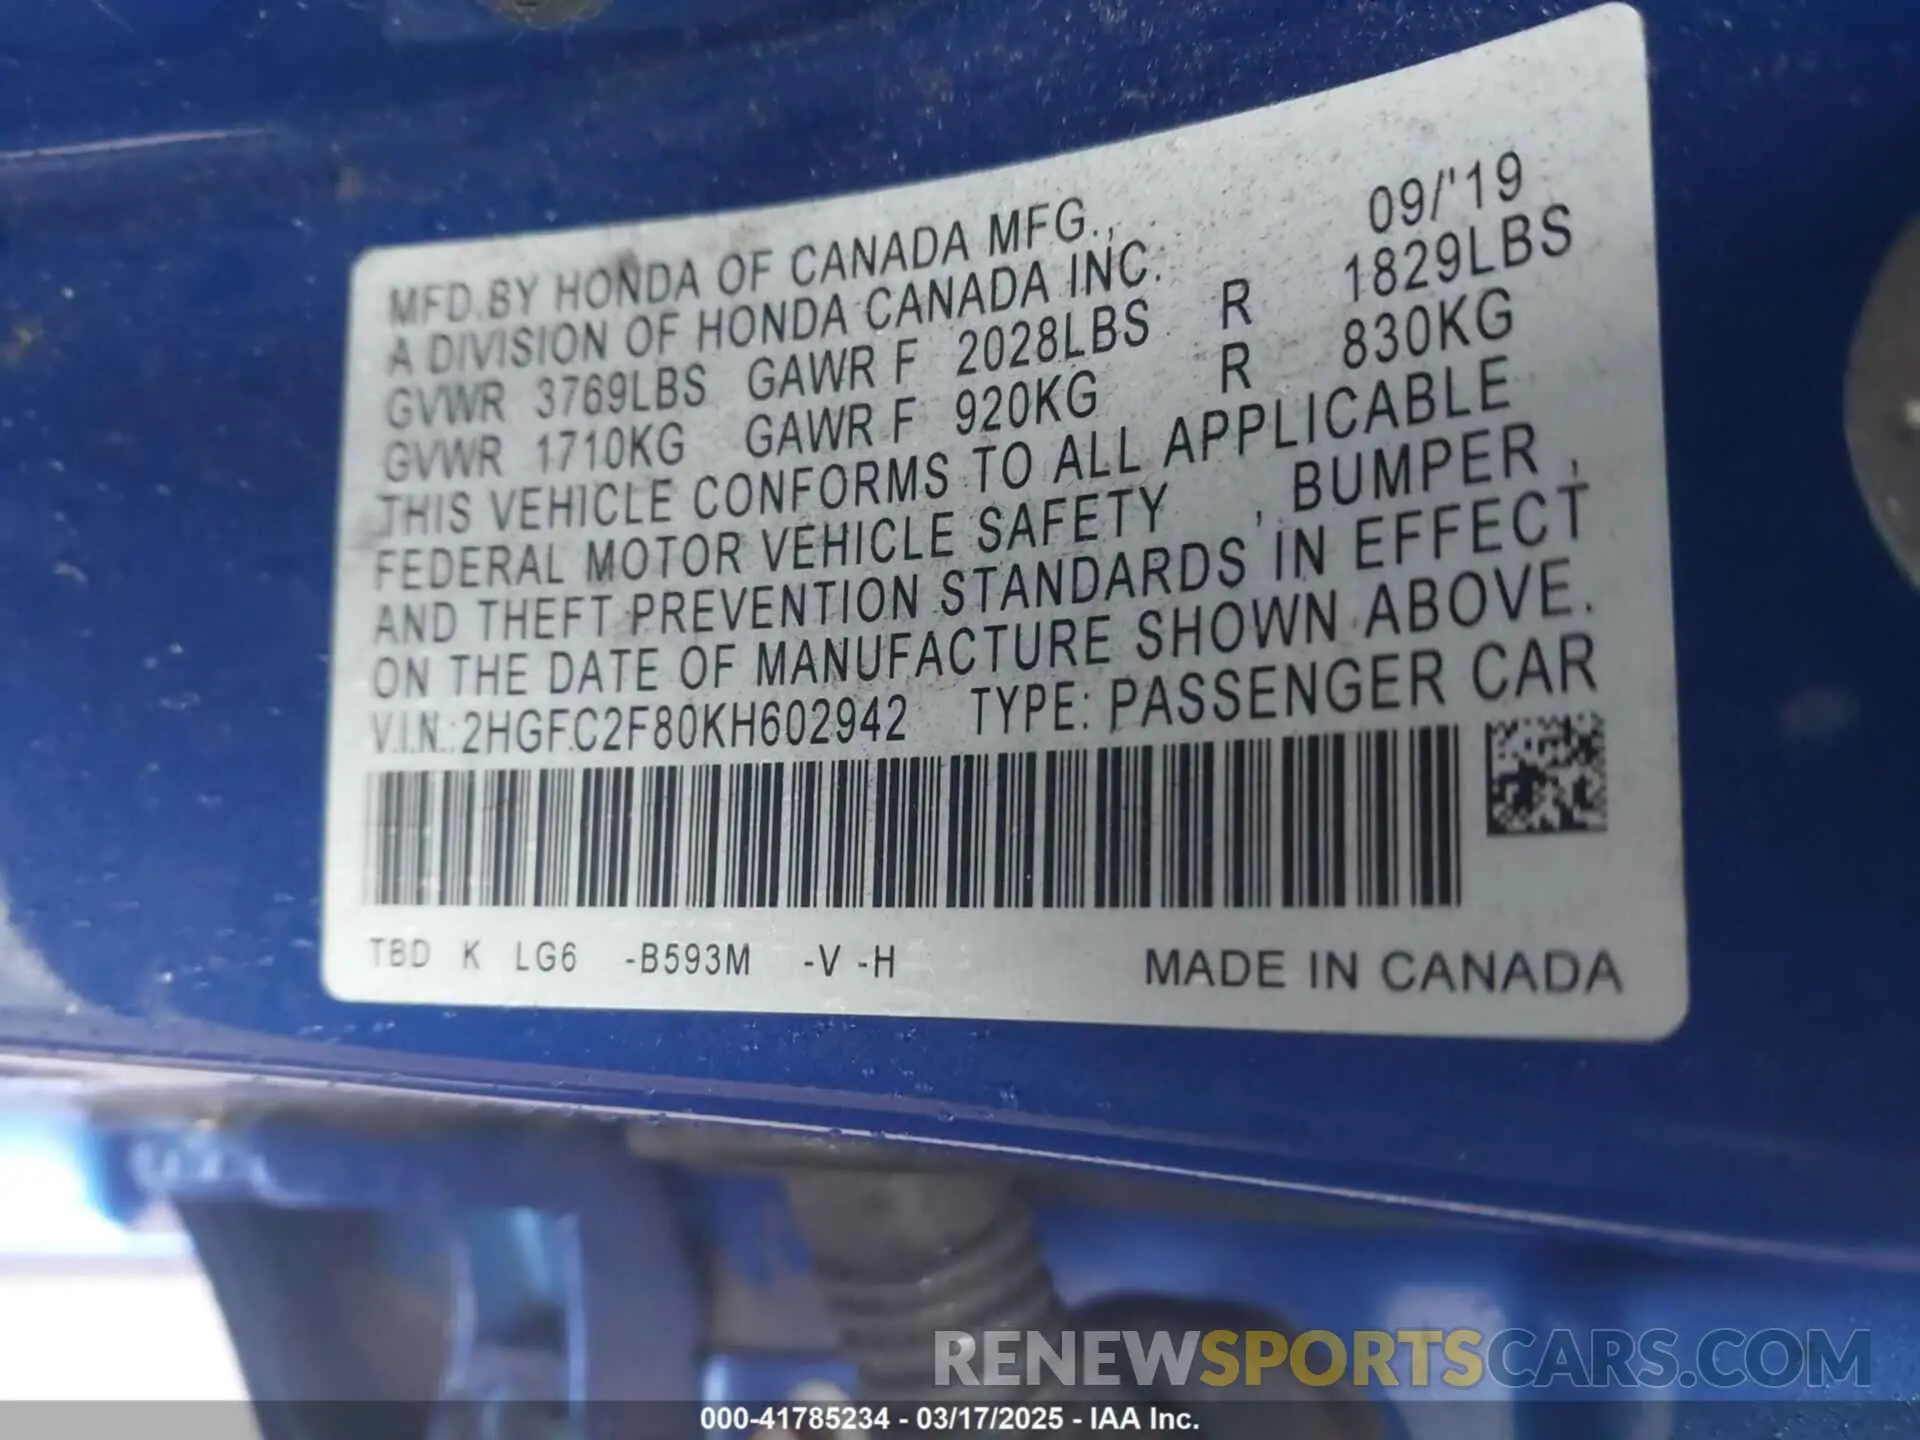 MFD.BY HONDA OF CANADA MFG., 09/'19
A DIVISION OF HONDA CANADA INC.
GVWR 3769LBS GAWR F 2028LBS R 1829LBS
GVWR 1710KG GAWR F 920KG R 830KG
THIS VEHICLE CONFORMS TO ALL APPLICABLE
FEDERAL MOTOR VEHICLE SAFETY , BUMPER ,
AND THEFT PREVENTION STANDARDS IN EFFECT
ON THE DATE OF MANUFACTURE SHOWN ABOVE.
V.I.N.:2HGFC2F80KH602942 TYPE: PASSENGER CAR
TBD K LG6 -B593M -V -H MADE IN CANADA
RENEWSPORTSCARS.COM
000-41785234 - 03/17/2025 - IAA Inc.